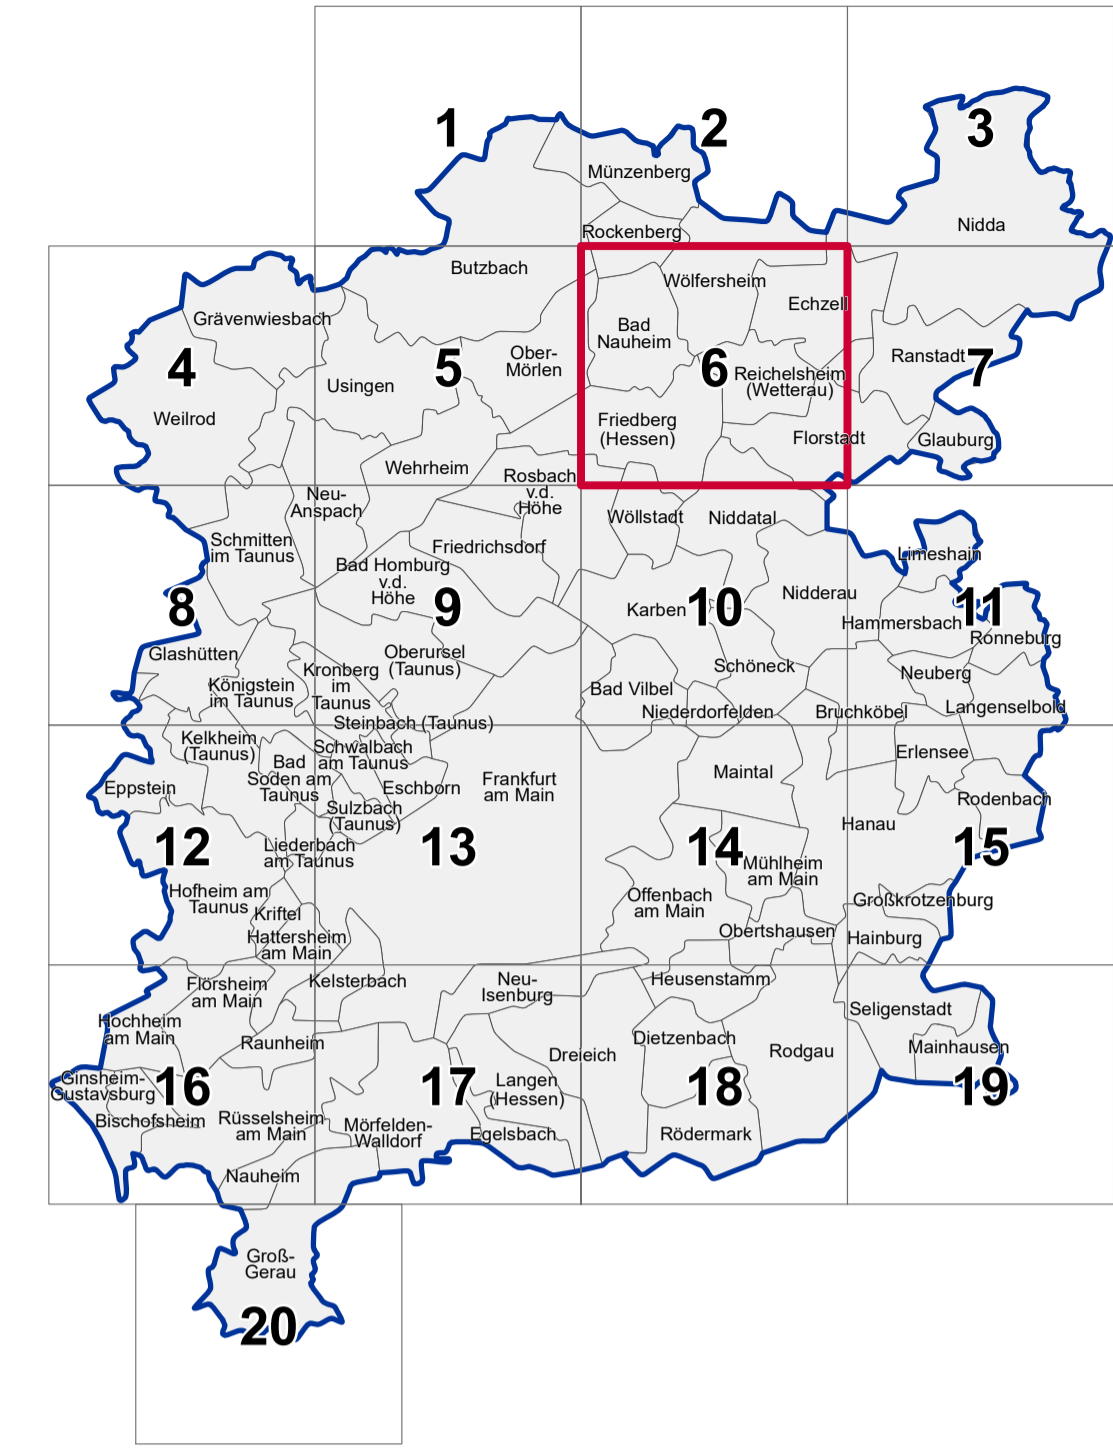 1
2
3
Münzenberg
Nidda
Rockenberg
Butzbach
Wölfersheim
Echzell
Grävenwiesbach
Bad
Nauheim
Ober-
Mörlen
Ranstadt
4
5
6
7
Usingen
Reichelsheim
(Wetterau)
Weilrod
Friedberg
(Hessen)
Florstadt
Glauburg
Wehrheim
Rosbach
v.d.
Höhe
Neu-
Anspach
Wöllstadt
Niddatal
Schmitten
im Taunus
Friedrichsdorf
Limeshain
Bad Homburg
v.d.
Höhe
Nidderau
8
9
10
11
Karben
Hammersbach
Ronneburg
Glashütten
Oberursel
(Taunus)
Kronberg
im
Taunus
Schöneck
Neuberg
Königstein
im Taunus
Bad Vilbel
Niederdorfelden
Bruchköbel
Langenselbold
Steinbach (Taunus)
Kelkheim
(Taunus)
Schwalbach
am Taunus
Erlensee
Bad
Soden am
Taunus
Maintal
Eppstein
Eschborn
Frankfurt
am Main
Rodenbach
Sulzbach
(Taunus)
Hanau
12
13
14
15
Liederbach
am Taunus
Mühlheim
am Main
Hofheim am
Taunus
Offenbach
am Main
Großkrotzenburg
Kriftel
Hattersheim
am Main
Obertshausen
Hainburg
Flörsheim
am Main
Kelsterbach
Neu-
Isenburg
Heusenstamm
Seligenstadt
Hochheim
am Main
Raunheim
Dietzenbach
Dreieich
Rodgau
Mainhausen
Ginsheim-
Gustavsburg
16
17
18
19
Langen
(Hessen)
Bischofsheim
Rüsselsheim
am Main
Mörfelden-
Walldorf
Egelsbach
Rödermark
Nauheim
Groß-
Gerau
20